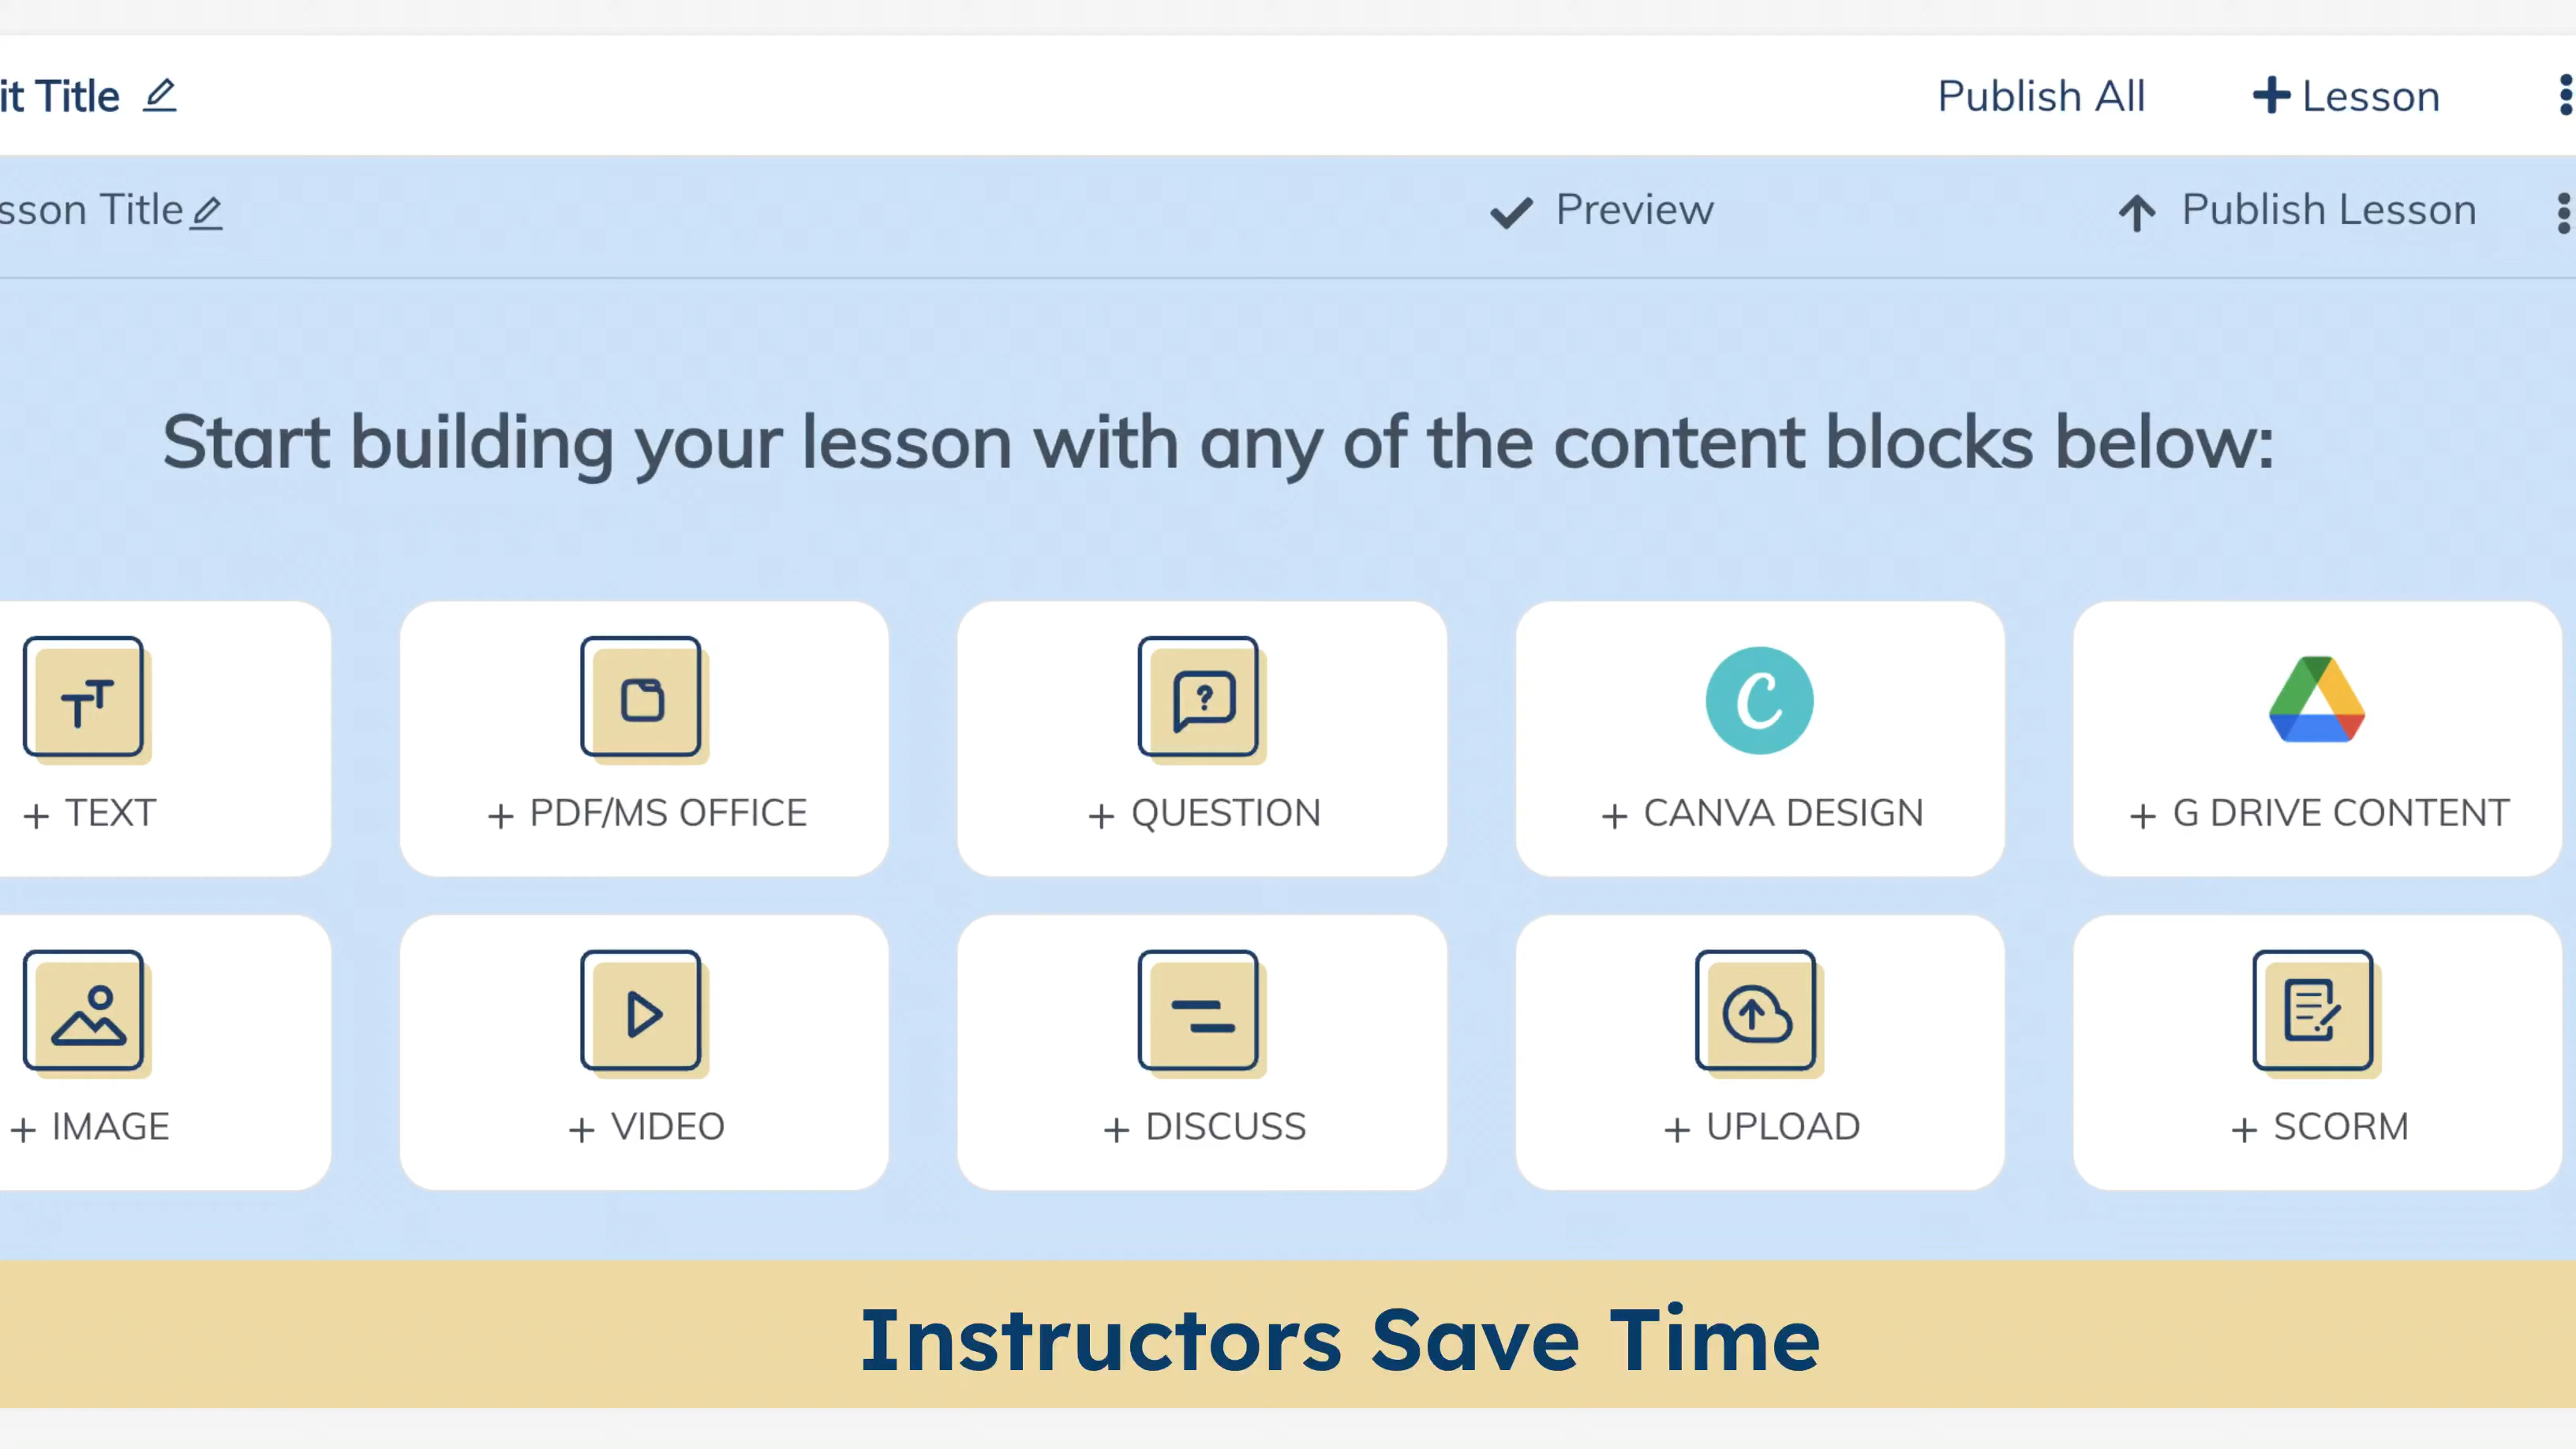 it Title
Publish All
+ Lesson
sson Title
Preview
Publish Lesson
Start building your lesson with any of the content blocks below:
+ TEXT
+ PDF/MS OFFICE
+ QUESTION
+ CANVA DESIGN
+ G DRIVE CONTENT
+ IMAGE
+ VIDEO
+ DISCUSS
+ UPLOAD
+ SCORM
Instructors Save Time